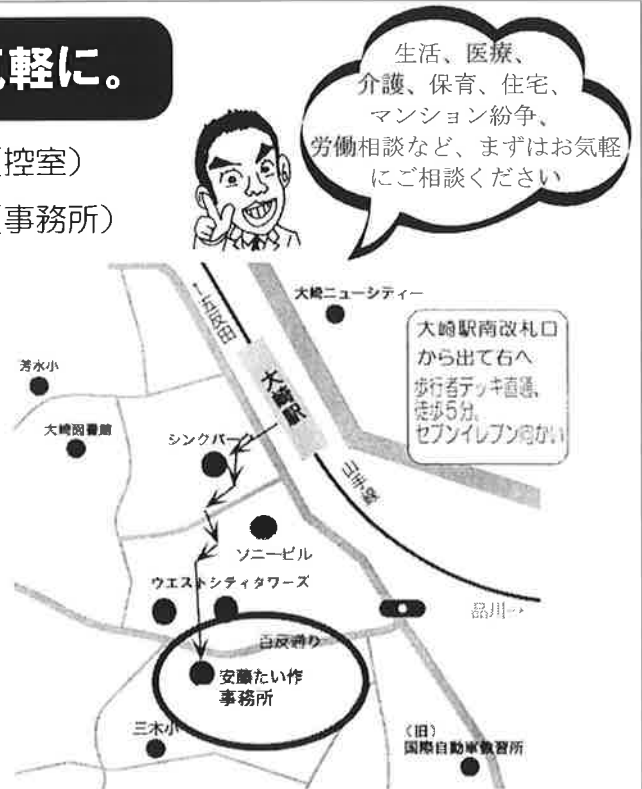 軽に。
(控室)
(事務所)
生活、医療、
介護、保育、住宅、
マンション紛争、
労働相談など、まずはお気軽
にご相談ください
大崎ニューシティー
←五反田
大崎駅南改札口
から出て右へ
歩行者デッキ直通、
徒歩5分、
セブンイレブン向かい
芳水小
大崎駅
大崎図書館
シンクパーク
山手線
ソニービル
ウエストシティタワーズ
品川→
百反通り
安藤たい作
事務所
三木小
(旧)
国際自動車教習所